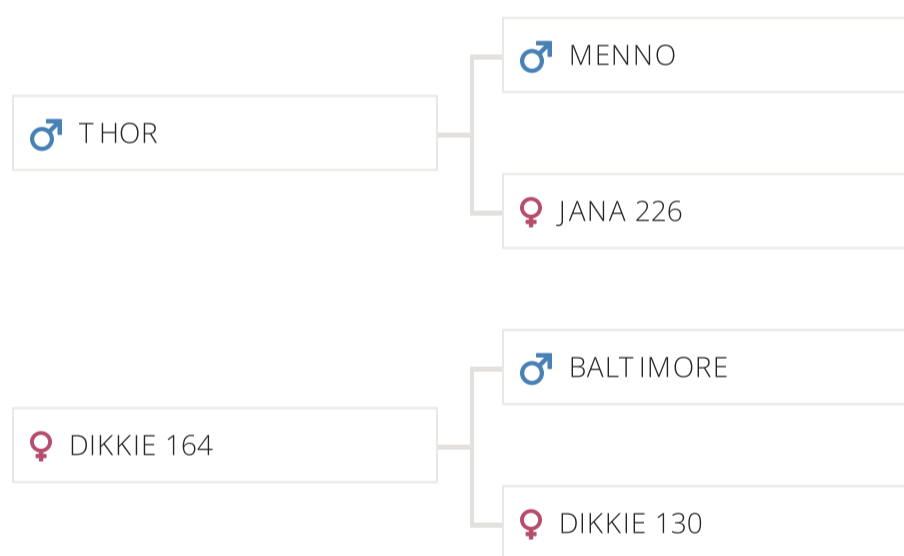 MENNO
THOR
JANA 226
BALTIMORE
DIKKIE 164
DIKKIE 130